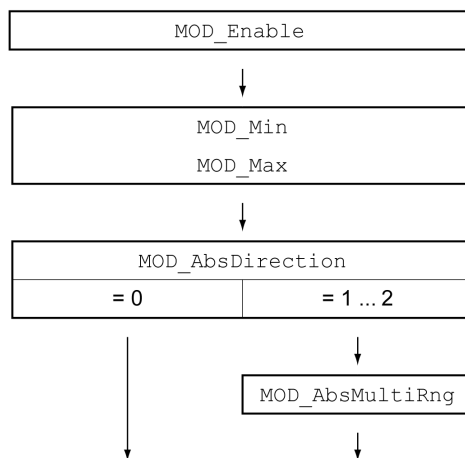 MOD_Enable
MOD_Min
MOD_Max
MOD_AbsDirection
= 0
= 1 ... 2
MOD_AbsMultiRng